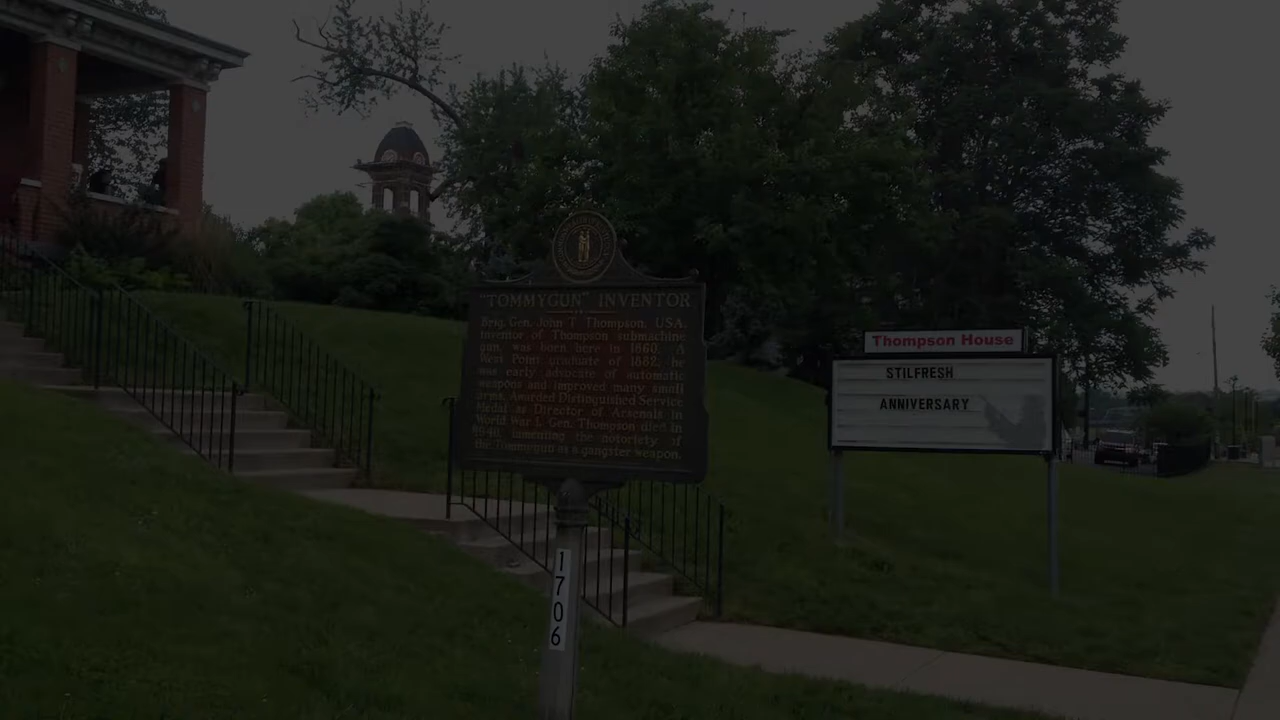 "TOMMYGUN" INVENTOR
Brig. Gen. John T. Thompson, USA,
inventor of Thompson submachine
gun, was born here in 1860. A
West Point graduate of 1882, he
was early advocate of automatic
weapons and improved many small
arms. Awarded Distinguished Service
Medal as Director of Arsenals in
World War I. Gen. Thompson died in
1940, lamenting the notoriety of
the Tommygun as a gangster weapon.
1706
Thompson House
STILFRESH
ANNIVERSARY